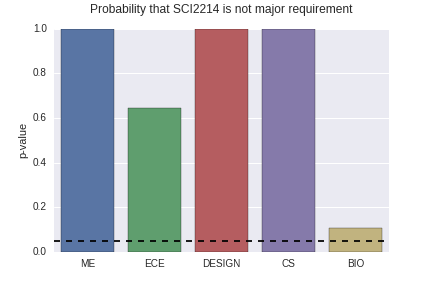 Probability that SCI2214 is not major requirement
1.0
0.8
0.6
0.4
0.2
0.0
p-value
ME ECE DESIGN CS BIO